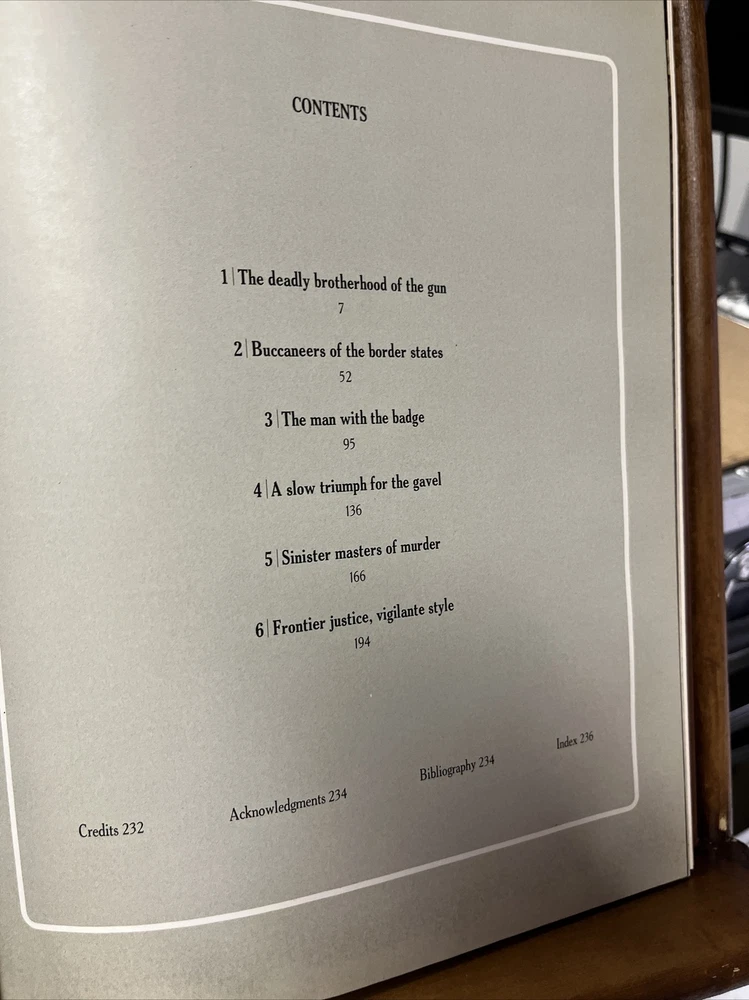 CONTENTS
1 | The deadly brotherhood of the gun
7
2 | Buccaneers of the border states
52
3 | The man with the badge
95
4 | A slow triumph for the gavel
136
5 | Sinister masters of murder
166
6 | Frontier justice, vigilante style
194
Credits 232 Acknowledgments 234 Bibliography 234 Index 236